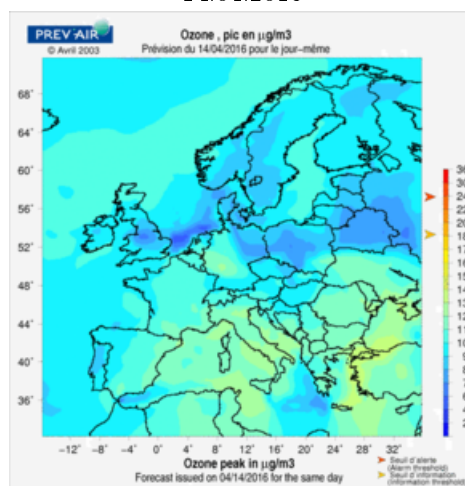 PREV'AIR
© Avril 2003
Ozone , pic en µg/m3
Prévision du 14/04/2016 pour le jour-même
68°
64°
60°
56°
52°
48°
44°
40°
36°
-12° -8° -4° 0° 4° 8° 12° 16° 20° 24° 28° 32°
Ozone peak in µg/m3
Forecast issued on 04/14/2016 for the same day
Seuil d'alerte
(Alarm threshold)
Seuil d'information
(Information threshold)